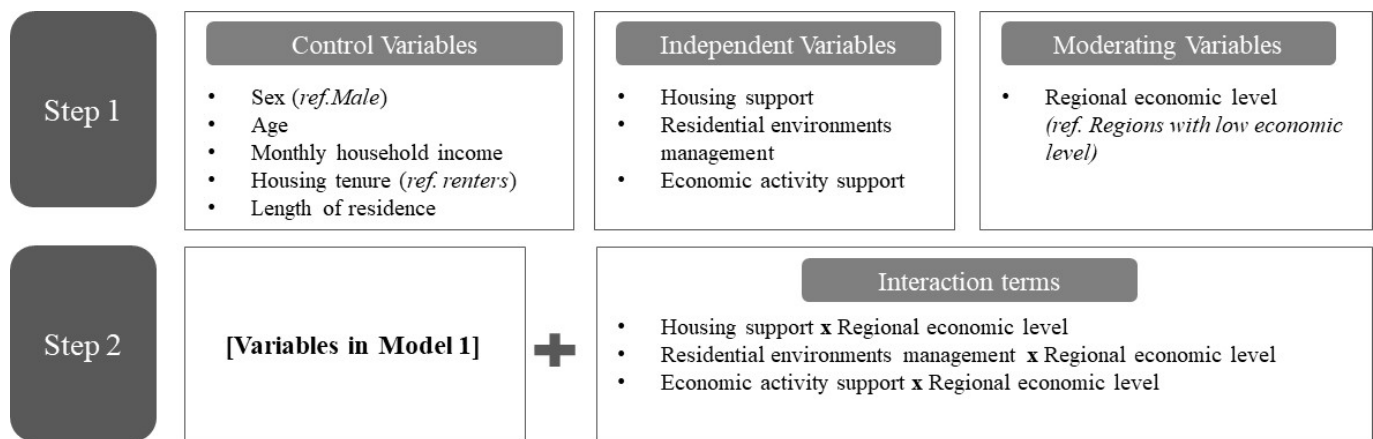 Step 1
Control Variables
• Sex (ref.Male)
• Age
• Monthly household income
• Housing tenure (ref. renters)
• Length of residence
Independent Variables
• Housing support
• Residential environments
management
• Economic activity support
Moderating Variables
• Regional economic level
(ref. Regions with low economic
level)
Step 2
[Variables in Model 1]
+
Interaction terms
• Housing support x Regional economic level
• Residential environments management x Regional economic level
• Economic activity support x Regional economic level